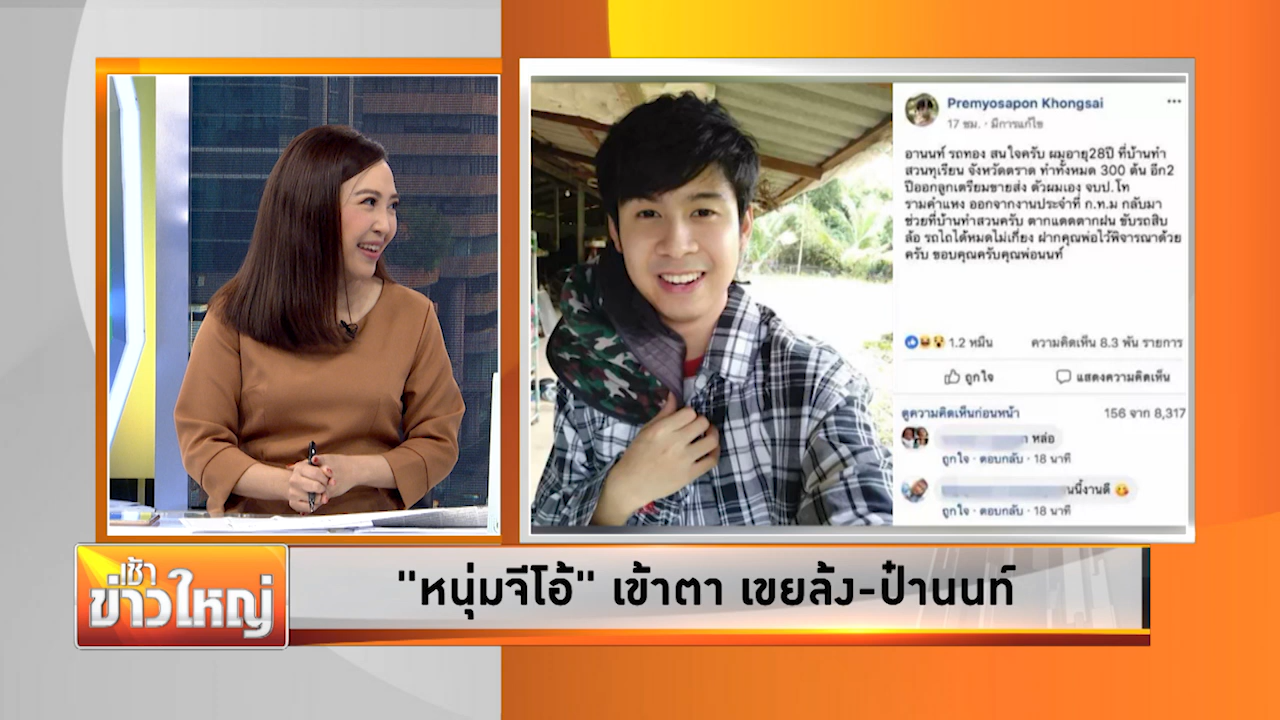 Premyosapon Khongsai
17 ชม. · มีการแก้ไข
อานนท์ รถทอง สนใจครับ ผมอายุ28ปี ที่บ้านทำ
สวนทุเรียน จังหวัดตราด ทำทั้งหมด 300 ต้น อีก2
ปีออกลูกเตรียมขายส่ง ตัวผมเอง จบป.โท
รามคำแหง ออกจากงานประจำที่ ก.ท.ม กลับมา
ช่วยที่บ้านทำสวนครับ ตากแดดตากฝน ขับรถสิบ
ล้อ รถไถได้หมดไม่เกี่ยง ฝากคุณพ่อไว้พิจารณาด้วย
ครับ ขอบคุณครับคุณพ่อนนท์
1.2 หมื่น ความคิดเห็น 8.3 พัน รายการ
ถูกใจ แสดงความคิดเห็น
ดูความคิดเห็นก่อนหน้า 156 จาก 8,317
หล่อ
ถูกใจ · ตอบกลับ · 18 นาที
นนี้งานดี
ถูกใจ · ตอบกลับ · 18 นาที
เช้า
ข่าวใหญ่
"หนุ่มจีโอ้" เข้าตา เขยล้ง-ป๋านนท์